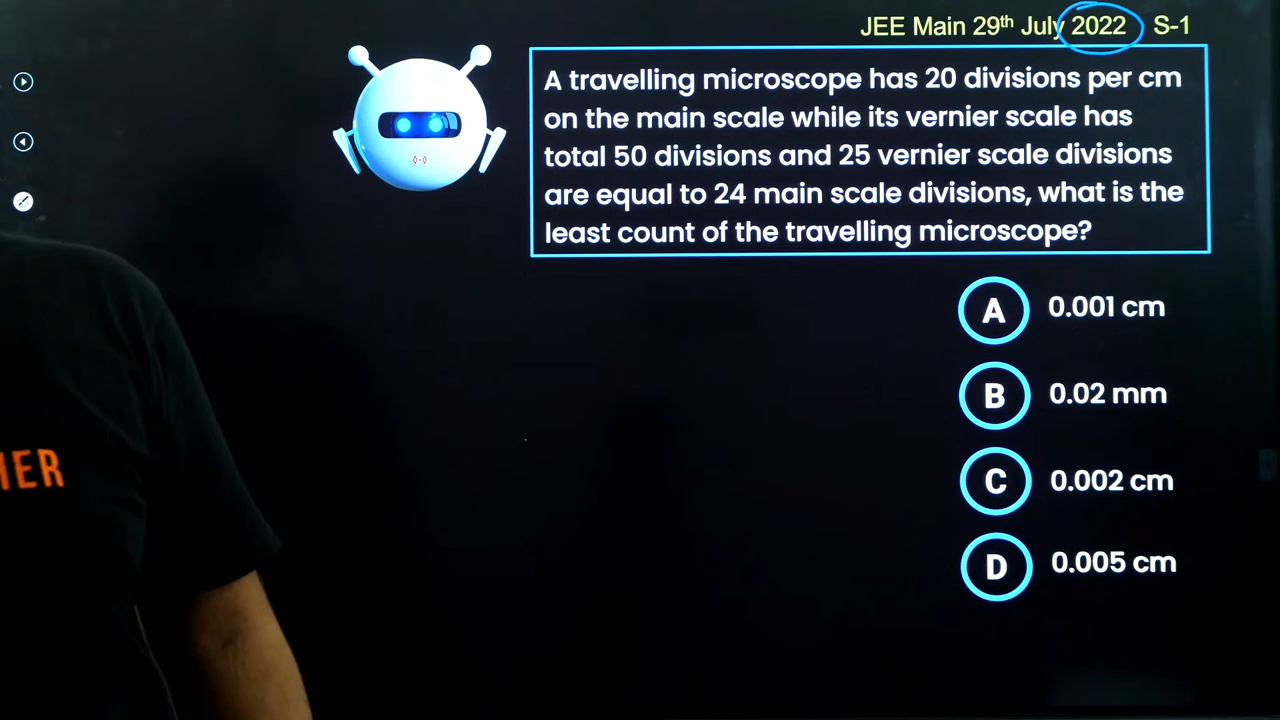 JEE Main 29th July 2022 S-1
A travelling microscope has 20 divisions per cm
on the main scale while its vernier scale has
total 50 divisions and 25 vernier scale divisions
are equal to 24 main scale divisions, what is the
least count of the travelling microscope?
A 0.001 cm
B 0.02 mm
C 0.002 cm
D 0.005 cm